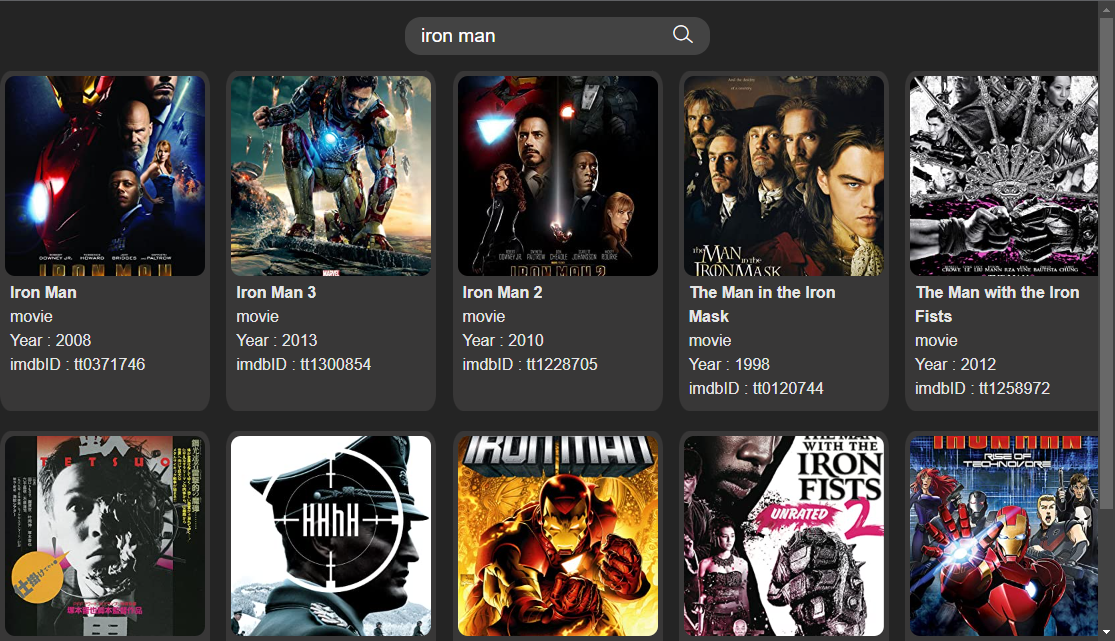 iron man
IRON MAN
MARVEL
IRON MAN 2
THE MAN
in the
IRON MASK
Iron Man
movie
Year : 2008
imdbID : tt0371746
Iron Man 3
movie
Year : 2013
imdbID : tt1300854
Iron Man 2
movie
Year : 2010
imdbID : tt1228705
The Man in the Iron
Mask
movie
Year : 1998
imdbID : tt0120744
The Man with the Iron
Fists
movie
Year : 2012
imdbID : tt1258972
TETSUO
HHhH
IRON MAN
WITH THE
IRON
FISTS
UNRATED
2
IRON MAN
RISE OF
TECHNOVORE